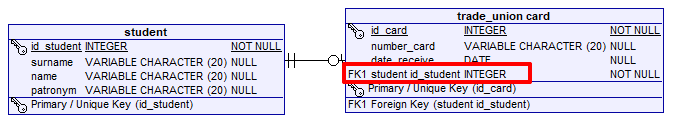 student
id_student INTEGER NOT NULL
surname VARIABLE CHARACTER (20) NULL
name VARIABLE CHARACTER (20) NULL
patronym VARIABLE CHARACTER (20) NULL
Primary / Unique Key (id_student)
trade_union card
id_card INTEGER NOT NULL
number_card VARIABLE CHARACTER (20) NULL
date_receive DATE NULL
FK1 student id_student INTEGER NOT NULL
Primary / Unique Key (id_card)
FK1 Foreign Key (student id_student)